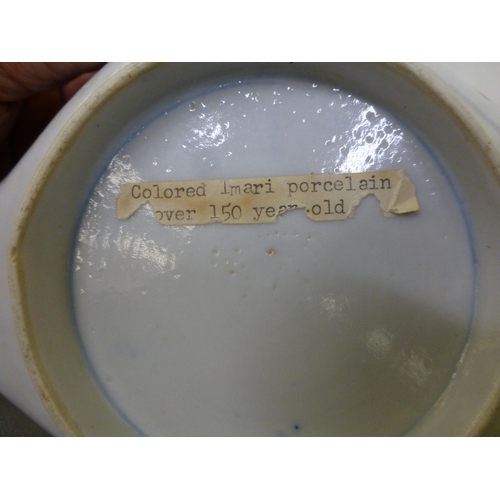 Colored Imari porcelain
over 150 year old